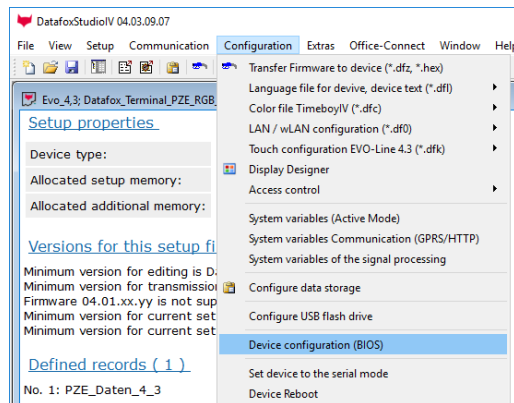 DatafoxStudioIV 04.03.09.07
File View Setup Communication Configuration Extras Office-Connect Window Help
Evo_4,3; Datafox_Terminal_PZE_RGB_
Setup properties
Device type:
Allocated setup memory:
Allocated additional memory:
Versions for this setup fi
Minimum version for editing is D
Minimum version for transmission
Firmware 04.01.xx.yy is not sup
Minimum version for current set
Minimum version for current set
Defined records ( 1 )
No. 1: PZE_Daten_4_3
Transfer Firmware to device (*.dfz, *.hex)
Language file for devive, device text (*.dfl)
Color file TimeboyIV (*.dfc)
LAN / wLAN configuration (*.df0)
Touch configuration EVO-Line 4.3 (*.dfk)
Display Designer
Access control
System variables (Active Mode)
System variables Communication (GPRS/HTTP)
System variables of the signal processing
Configure data storage
Configure USB flash drive
Device configuration (BIOS)
Set device to the serial mode
Device Reboot